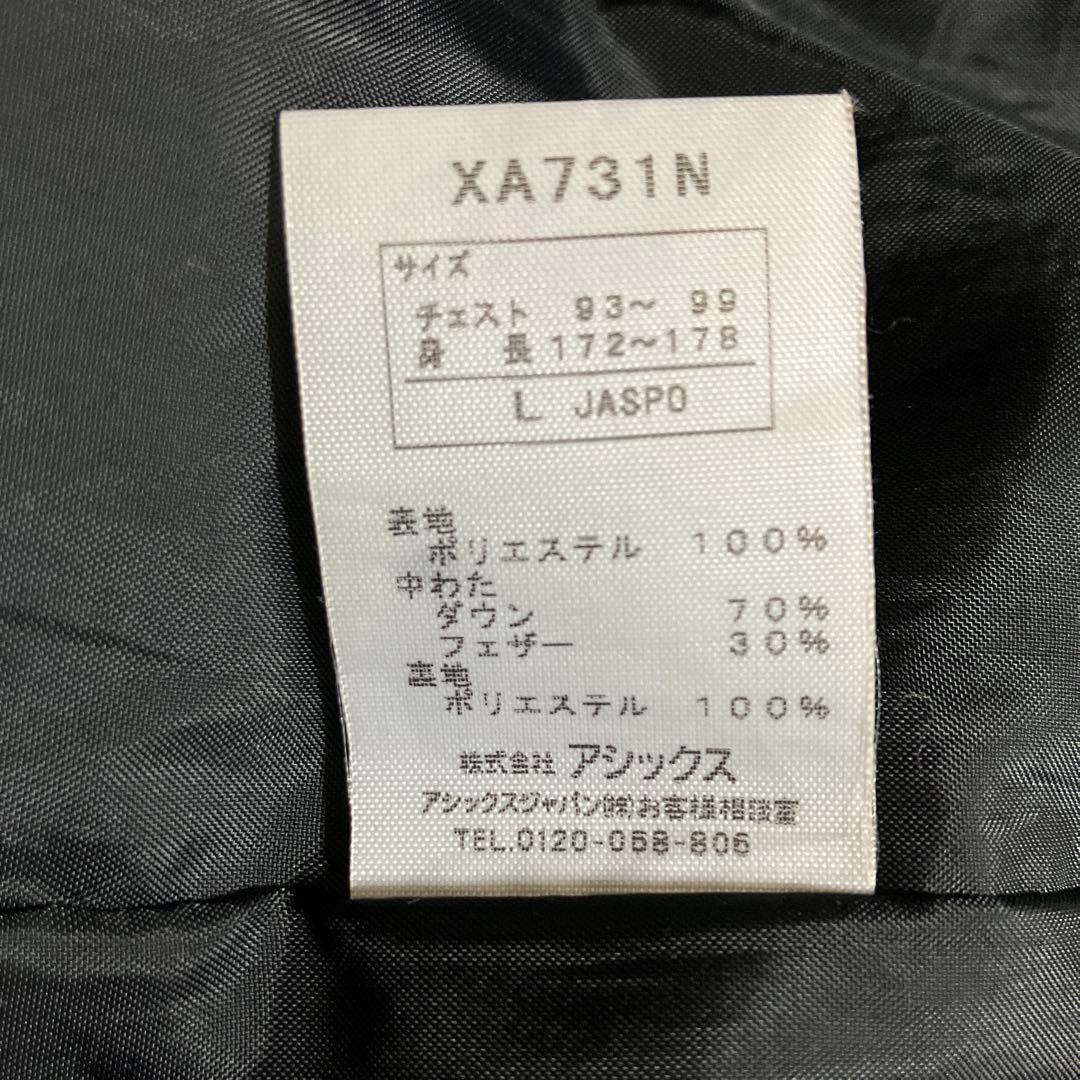 XA731N
サイズ
チェスト 93～ 99
身 長 172～178
L JASPO
表地
ポリエステル 100%
中わた
ダウン 70%
フェザー 30%
裏地
ポリエステル 100%
株式会社 アシックス
アシックスジャパン(株)お客様相談室
TEL.0120-068-806